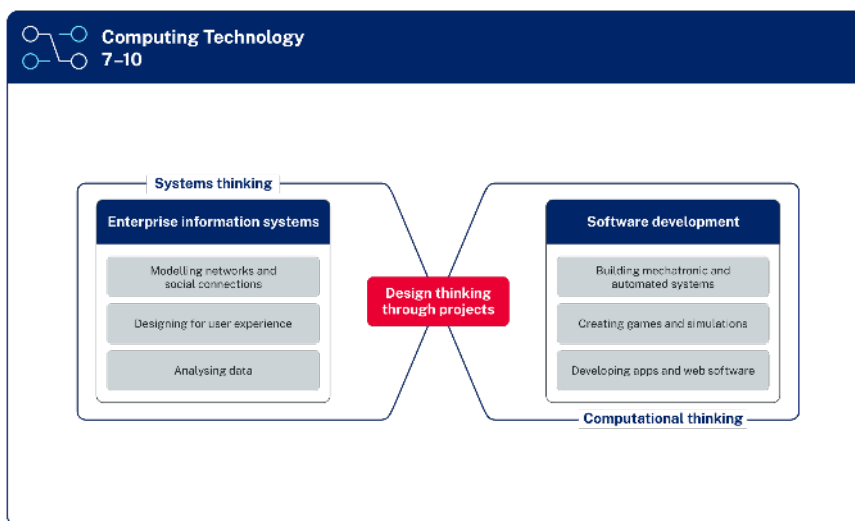 Computing Technology
7–10
Systems thinking
Enterprise information systems
Modelling networks and
social connections
Designing for user experience
Analysing data
Design thinking
through projects
Software development
Building mechatronic and
automated systems
Creating games and simulations
Developing apps and web software
Computational thinking